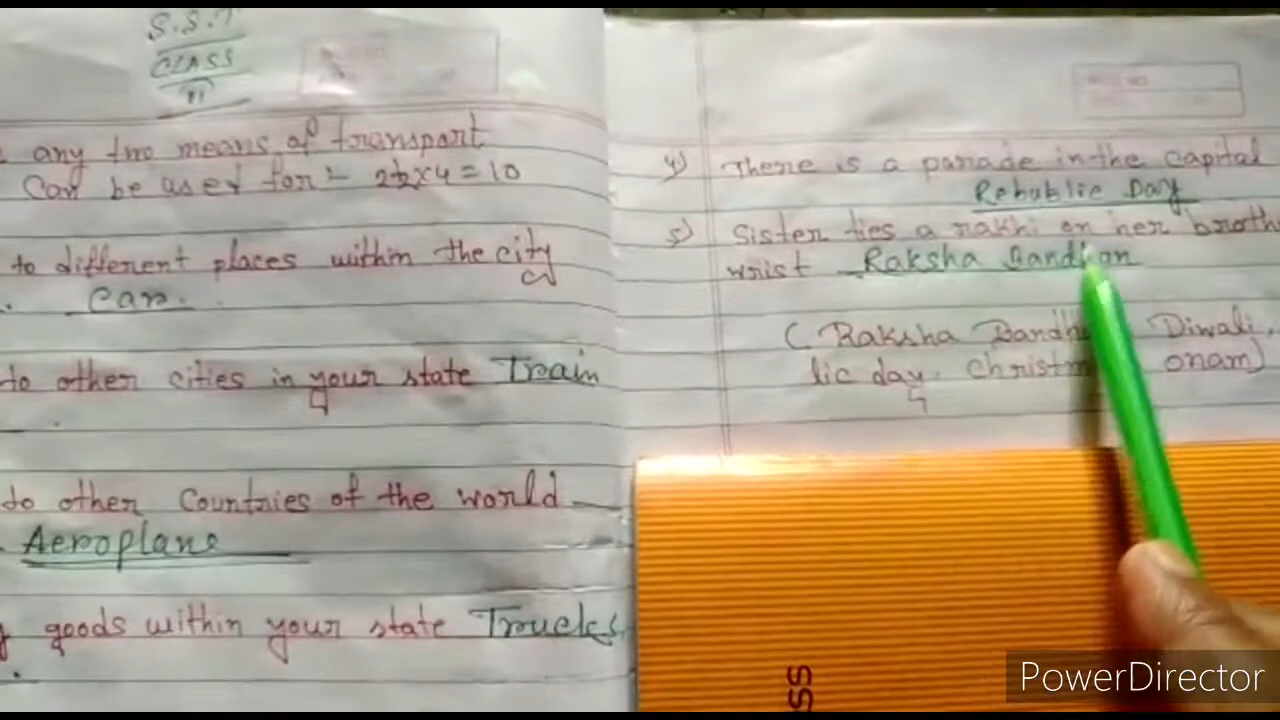 S.S.T
CLASS
III
any two means of transport
can be used for - 2½x4=10
to different places within the city
Car.
to other cities in your state Train
to other countries of the world
Aeroplane
goods within your state Trucks
4) There is a parade in the capital
Rebublic Day
5) Sister ties a rakhi on her broth
wrist Raksha Bandhan
( Raksha Bandh Diwali,
lic day, Christm onam)
SS
PowerDirector